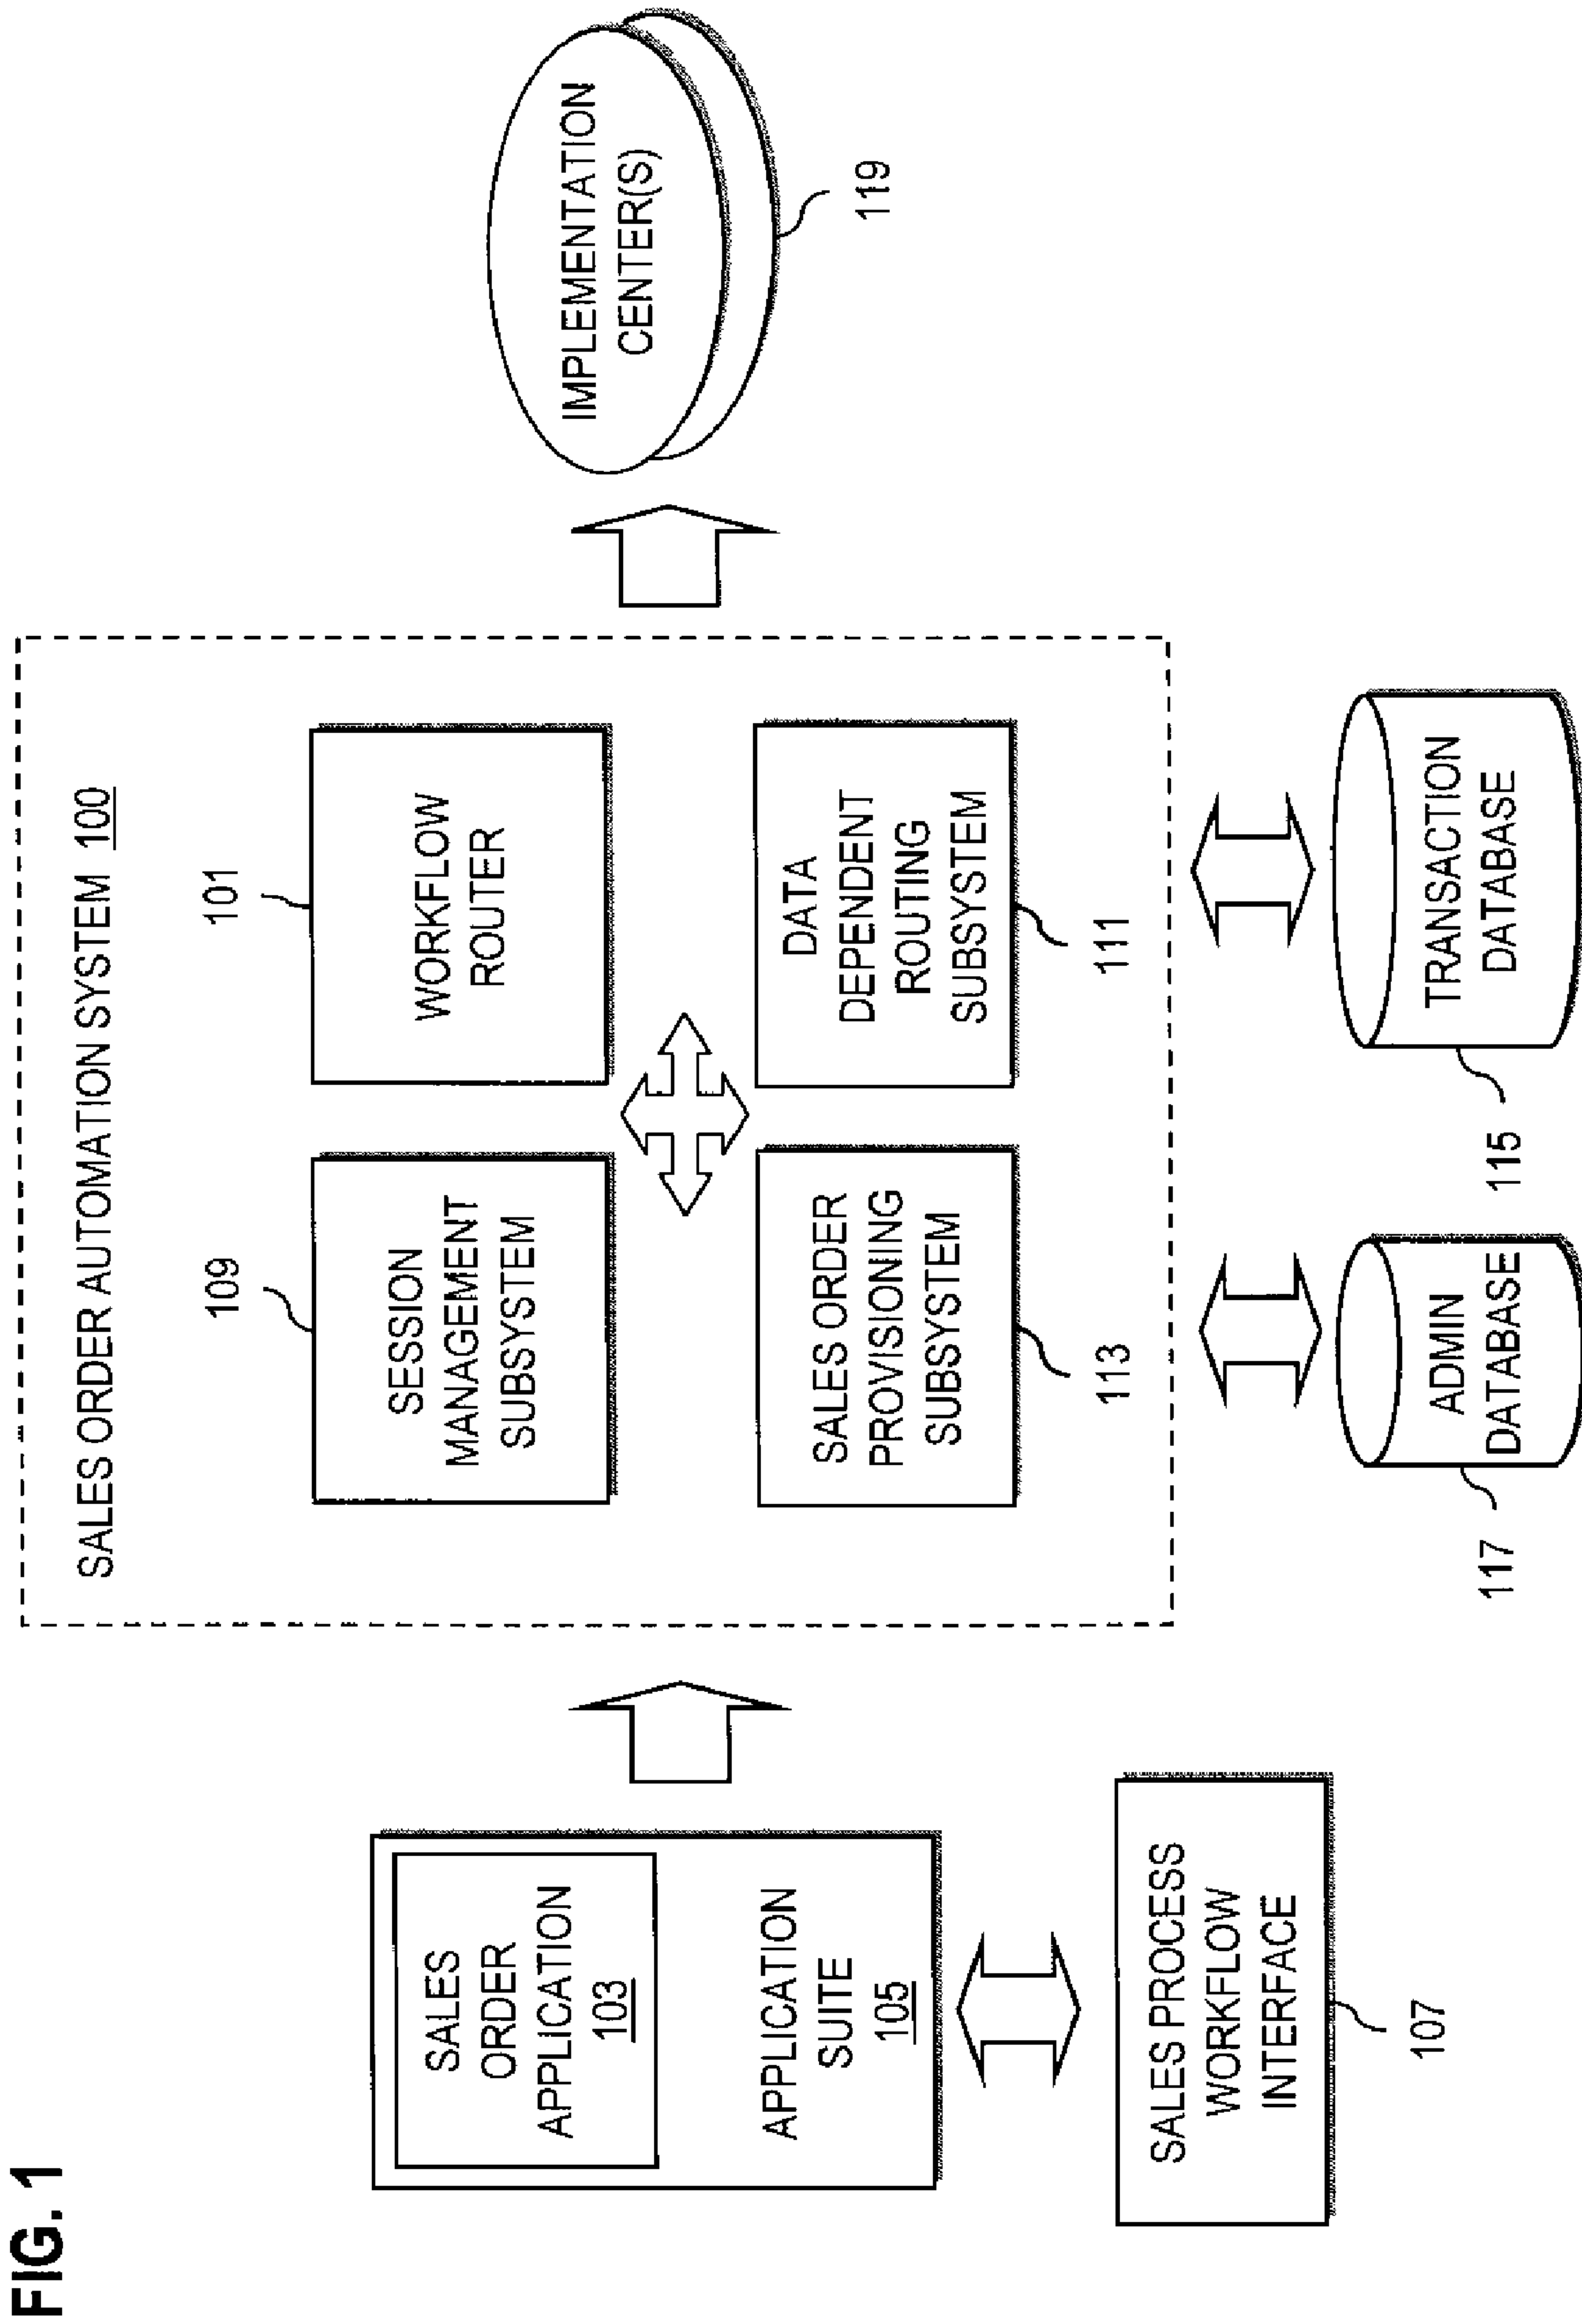 FIG. 1
SALES ORDER AUTOMATION SYSTEM 100
SALES
ORDER
APPLICATION
103
APPLICATION
SUITE
105
SALES PROCESS
WORKFLOW
INTERFACE
107
109
SESSION
MANAGEMENT
SUBSYSTEM
101
WORKFLOW
ROUTER
SALES ORDER
PROVISIONING
SUBSYSTEM
113
DATA
DEPENDENT
ROUTING
SUBSYSTEM
111
ADMIN
DATABASE
117
TRANSACTION
DATABASE
115
IMPLEMENTATION
CENTER(S)
119